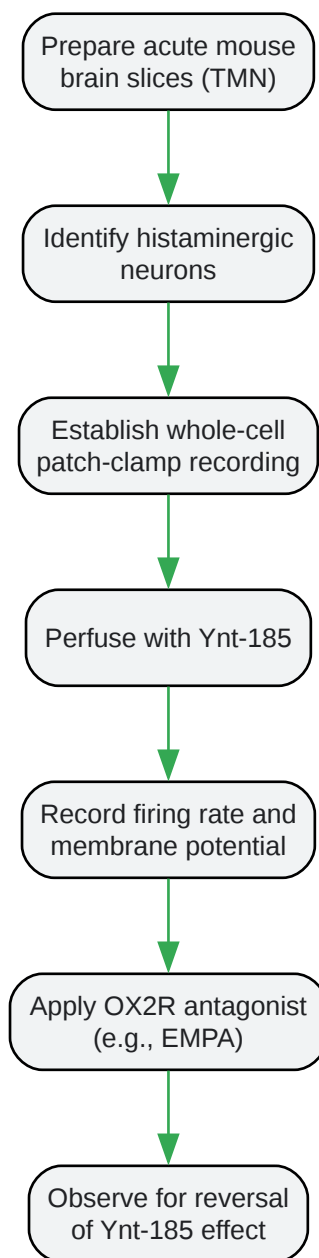 Prepare acute mouse
brain slices (TMN)
Identify histaminergic
neurons
Establish whole-cell
patch-clamp recording
Perfuse with Ynt-185
Record firing rate and
membrane potential
Apply OX2R antagonist
(e.g., EMPA)
Observe for reversal
of Ynt-185 effect